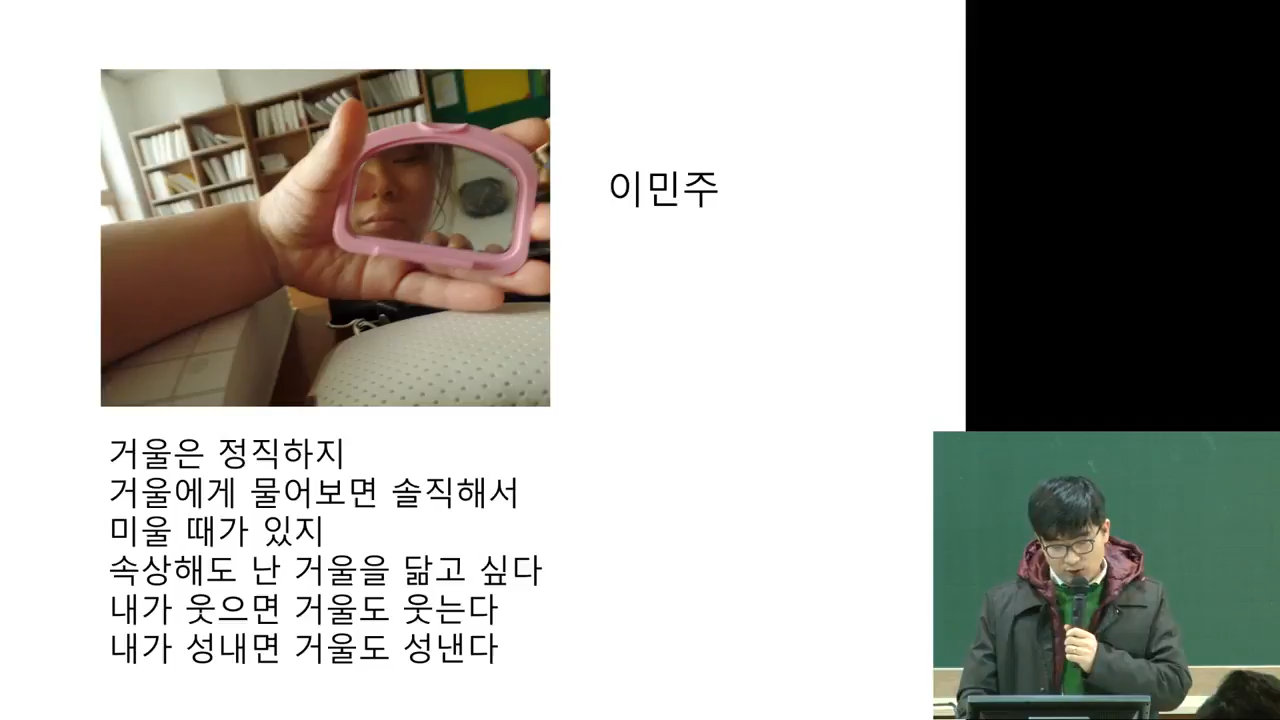 이민주
거울은 정직하지
거울에게 물어보면 솔직해서
미울 때가 있지
속상해도 난 거울을 닮고 싶다
내가 웃으면 거울도 웃는다
내가 성내면 거울도 성낸다